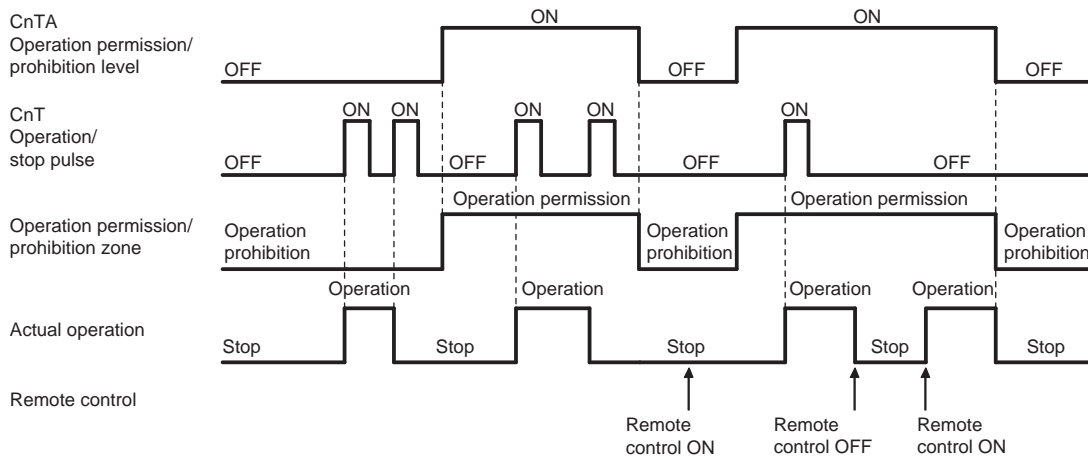 CnTA
Operation permission/
prohibition level
ON
ON
OFF
OFF
OFF
CnT
Operation/
stop pulse
ON ON
ON
ON
ON
OFF
OFF
OFF
OFF
Operation permission/
prohibition zone
Operation permission
Operation permission
Operation
prohibition
Operation
prohibition
Operation
prohibition
Actual operation
Operation
Operation
Operation
Operation
Stop
Stop
Stop
Stop
Stop
Remote control
Remote
control ON
Remote
control OFF
Remote
control ON